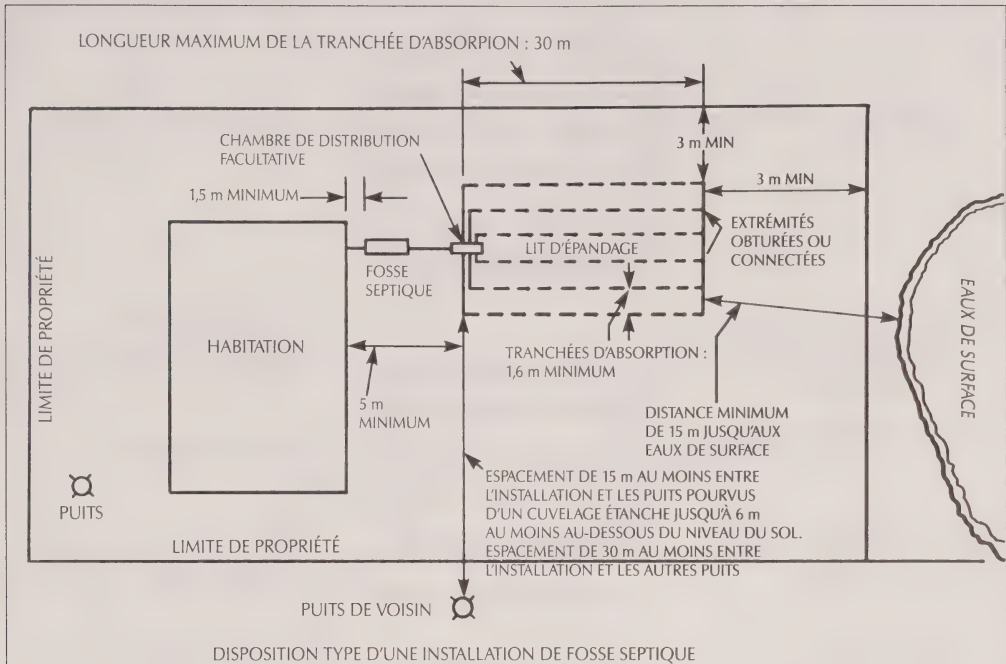 LONGUEUR MAXIMUM DE LA TRANCHÉE D'ABSORPION : 30 m
3 m MIN
CHAMBRE DE DISTRIBUTION
FACULTATIVE
3 m MIN
1,5 m MINIMUM
EXTRÉMITÉS
OBTURÉES OU
CONNECTÉES
LIT D'ÉPANDAGE
FOSSE
SEPTIQUE
LIMITE DE PROPRIÉTÉ
HABITATION
EAUX DE SURFACE
TRANCHÉES D'ABSORPTION :
1,6 m MINIMUM
5 m
MINIMUM
DISTANCE MINIMUM
DE 15 m JUSQU'AUX
EAUX DE SURFACE
ESPACEMENT DE 15 m AU MOINS ENTRE
L'INSTALLATION ET LES PUITS POURVUS
D'UN CUVELAGE ÉTANCHE JUSQU'À 6 m
AU MOINS AU-DESSOUS DU NIVEAU DU SOL.
ESPACEMENT DE 30 m AU MOINS ENTRE
L'INSTALLATION ET LES AUTRES PUITS
PUITS
LIMITE DE PROPRIÉTÉ
PUITS DE VOISIN
DISPOSITION TYPE D'UNE INSTALLATION DE FOSSE SEPTIQUE